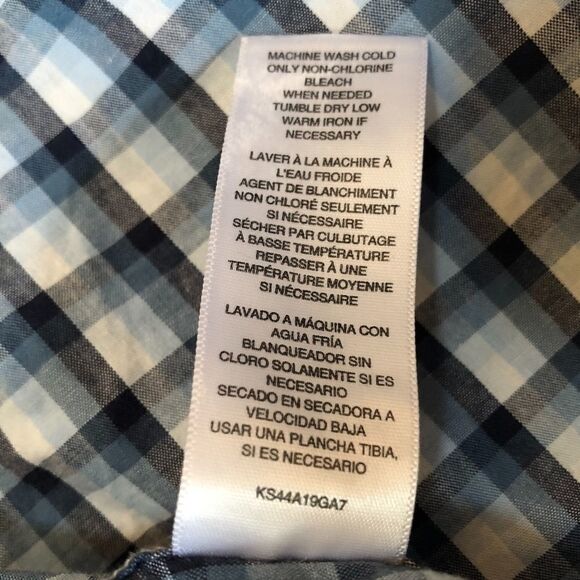 MACHINE WASH COLD
ONLY NON-CHLORINE
BLEACH
WHEN NEEDED
TUMBLE DRY LOW
WARM IRON IF
NECESSARY
LAVER À LA MACHINE À
L'EAU FROIDE
AGENT DE BLANCHIMENT
NON CHLORÉ SEULEMENT
SI NÉCESSAIRE
SÉCHER PAR CULBUTAGE
À BASSE TEMPÉRATURE
REPASSER À UNE
TEMPÉRATURE MOYENNE
SI NÉCESSAIRE
LAVADO A MÁQUINA CON
AGUA FRÍA
BLANQUEADOR SIN
CLORO SOLAMENTE SI ES
NECESARIO
SECADO EN SECADORA A
VELOCIDAD BAJA
USAR UNA PLANCHA TIBIA,
SI ES NECESARIO
KS44A19GA7